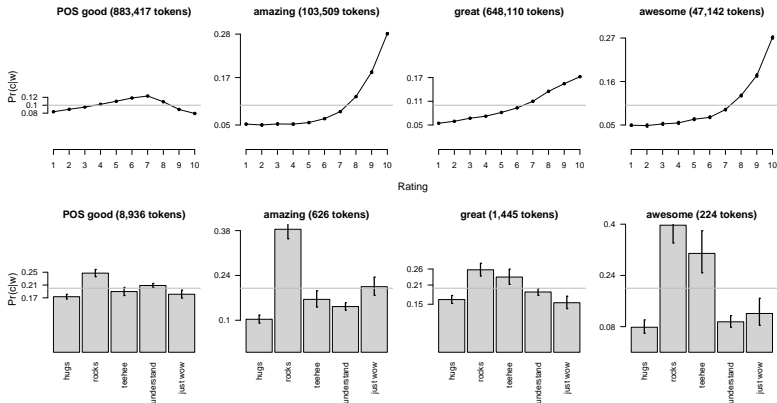 POS good (883,417 tokens)
amazing (103,509 tokens)
great (648,110 tokens)
awesome (47,142 tokens)
Pr(c|w)
0.12
0.1
0.08
1 2 3 4 5 6 7 8 9 10
0.28
0.17
0.05
1 2 3 4 5 6 7 8 9 10
0.17
0.11
0.05
1 2 3 4 5 6 7 8 9 10
0.27
0.16
0.05
1 2 3 4 5 6 7 8 9 10
Rating
POS good (8,936 tokens)
amazing (626 tokens)
great (1,445 tokens)
awesome (224 tokens)
Pr(c|w)
0.25
0.21
0.17
hugs
rocks
teehee
understand
just wow
0.38
0.24
0.1
hugs
rocks
teehee
understand
just wow
0.26
0.21
0.15
hugs
rocks
teehee
understand
just wow
0.4
0.24
0.08
hugs
rocks
teehee
understand
just wow